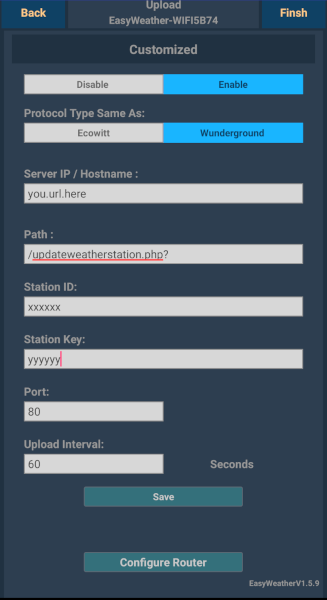 Upload
Back EasyWeather-WIFI5B74 Finsh
Customized
Disable Enable
Protocol Type Same As:
Ecowitt Wunderground
Server IP / Hostname :
you.url.here
Path :
/updateweatherstation.php?
Station ID:
xxxxxx
Station Key:
yyyyyy
Port:
80
Upload Interval:
60 Seconds
Save
Configure Router
EasyWeatherV1.5.9